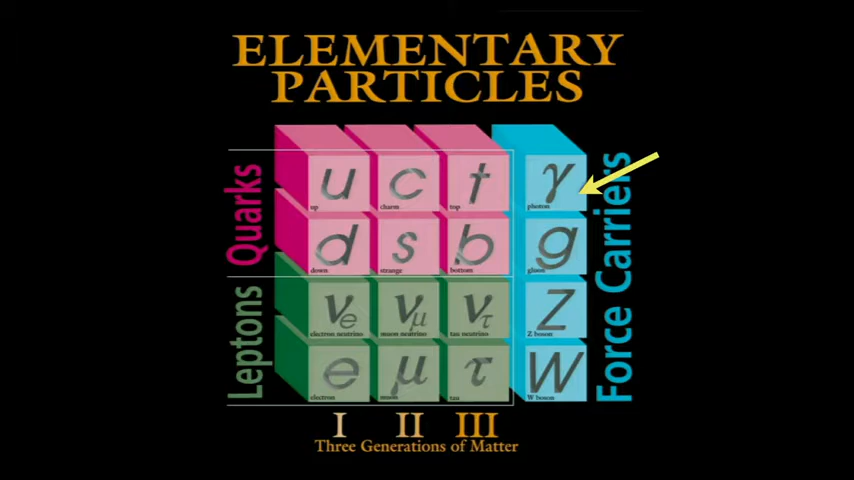 ELEMENTARY
PARTICLES
Quarks
Leptons
Force Carriers
u c t γ
up charm top photon
d s b g
down strange bottom gluon
νe νμ ντ Z
electron neutrino muon neutrino tau neutrino Z boson
e μ τ W
electron muon tau W boson
I II III
Three Generations of Matter